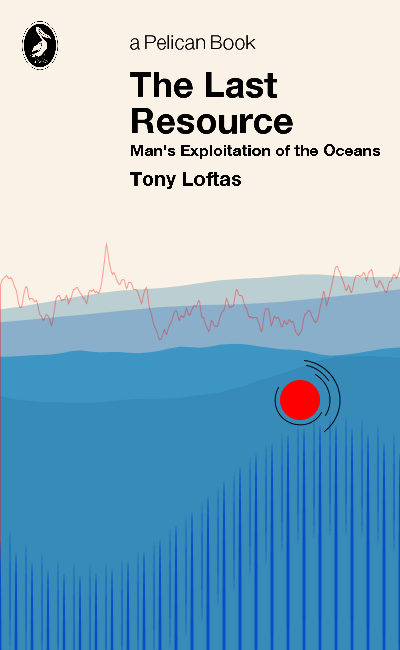 a Pelican Book
The Last
Resource
Man's Exploitation of the Oceans
Tony Loftas